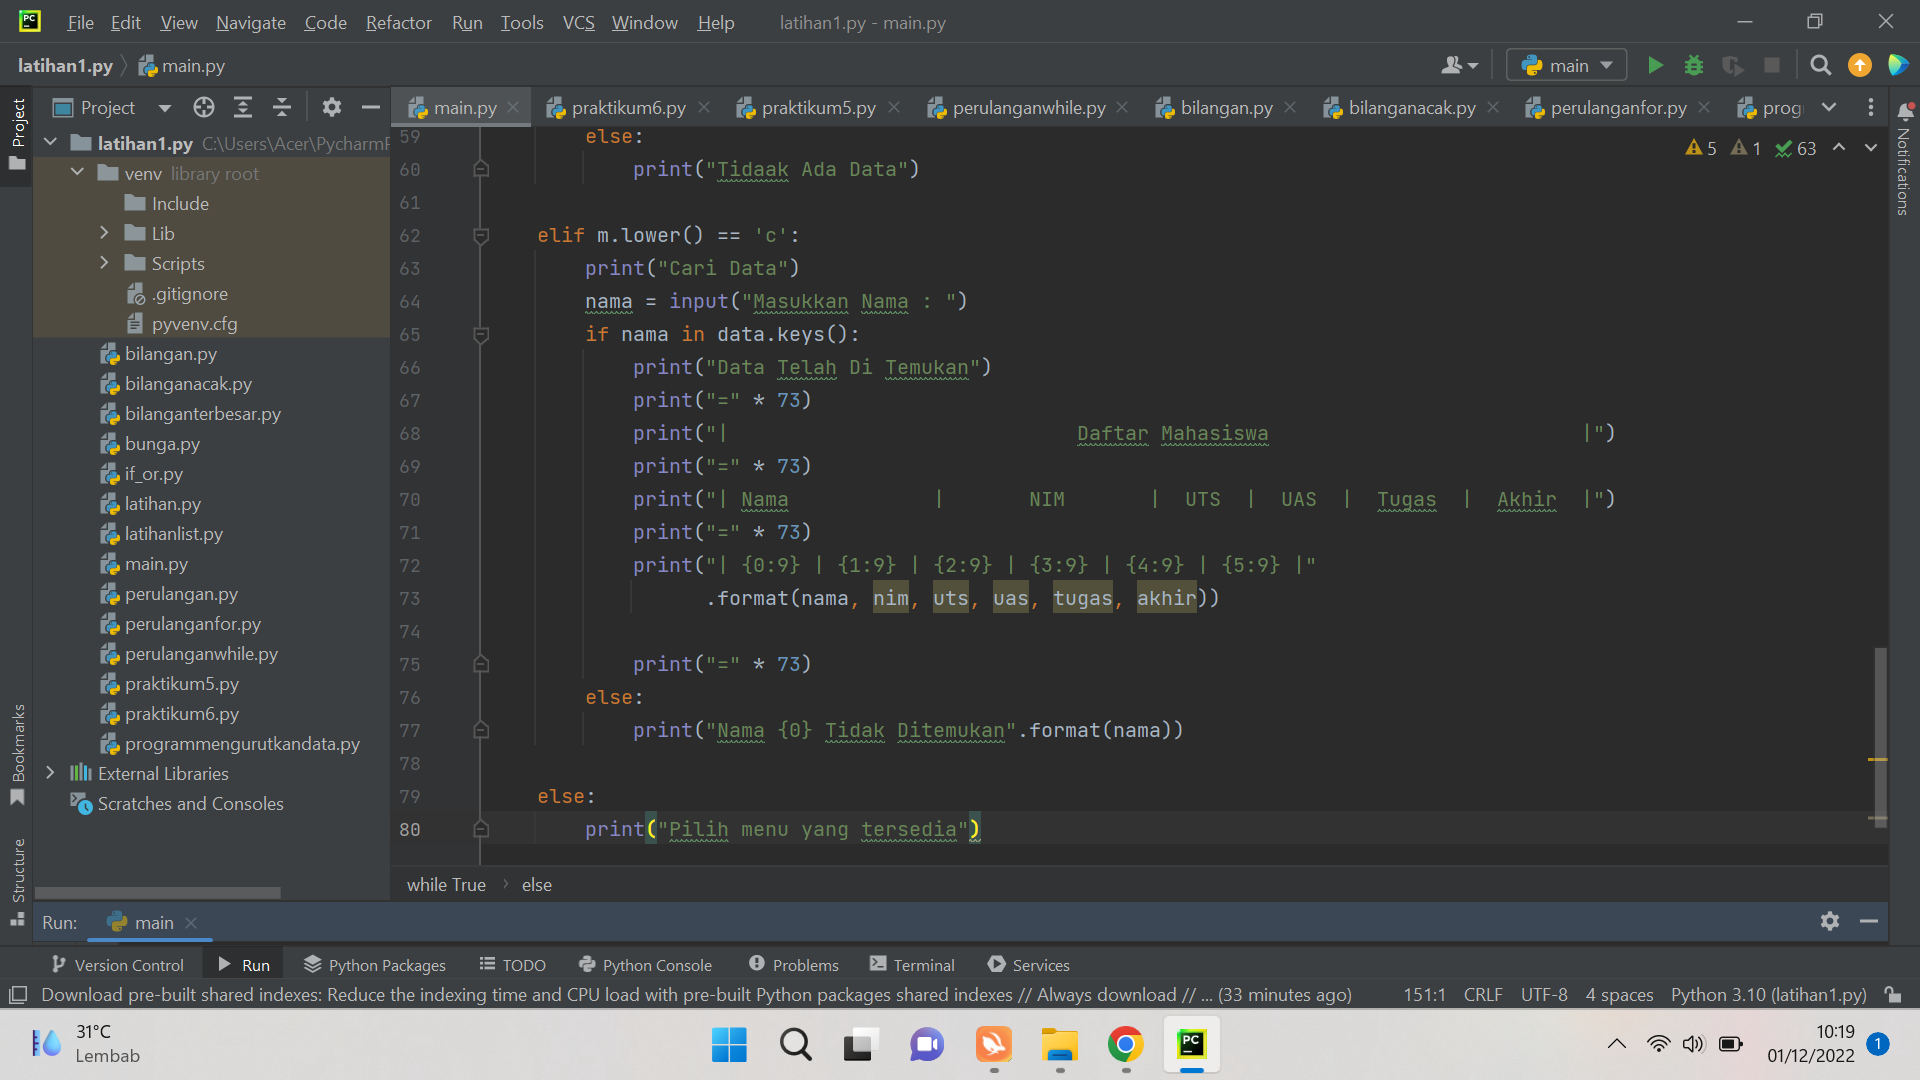 PC File Edit View Navigate Code Refactor Run Tools VCS Window Help latihan1.py - main.py
latihan1.py main.py main
Project
Project main.py praktikum6.py praktikum5.py perulanganwhile.py bilangan.py bilanganacak.py perulanganfor.py prog
latihan1.py C:\Users\Acer\PycharmP
venv library root
Include
Lib
Scripts
.gitignore
pyvenv.cfg
bilangan.py
bilanganacak.py
bilanganterbesar.py
bunga.py
if_or.py
latihan.py
latihanlist.py
main.py
perulangan.py
perulanganfor.py
perulanganwhile.py
praktikum5.py
praktikum6.py
programmengurutkandata.py
External Libraries
Scratches and Consoles
Bookmarks
Structure
5 1 63
Notifications
59 else:
60 print("Tidaak Ada Data")
61
62 elif m.lower() == 'c':
63 print("Cari Data")
64 nama = input("Masukkan Nama : ")
65 if nama in data.keys():
66 print("Data Telah Di Temukan")
67 print("=" * 73)
68 print("| Daftar Mahasiswa |")
69 print("=" * 73)
70 print("| Nama | NIM | UTS | UAS | Tugas | Akhir |")
71 print("=" * 73)
72 print("| {0:9} | {1:9} | {2:9} | {3:9} | {4:9} | {5:9} |"
73 .format(nama, nim, uts, uas, tugas, akhir))
74
75 print("=" * 73)
76 else:
77 print("Nama {0} Tidak Ditemukan".format(nama))
78
79 else:
80 print("Pilih menu yang tersedia")
while True › else
Run: main
Version Control Run Python Packages TODO Python Console Problems Terminal Services
Download pre-built shared indexes: Reduce the indexing time and CPU load with pre-built Python packages shared indexes // Always download // ... (33 minutes ago) 151:1 CRLF UTF-8 4 spaces Python 3.10 (latihan1.py)
31°C
Lembab
PC
10:19
01/12/2022
1